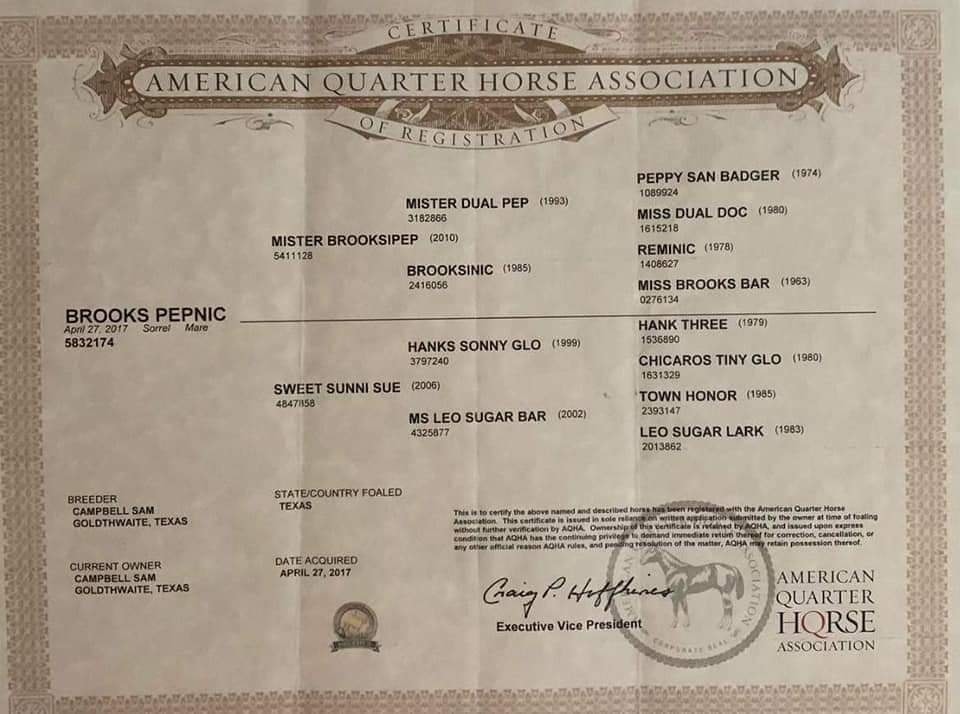 CERTIFICATE
AMERICAN QUARTER HORSE ASSOCIATION
OF REGISTRATION
PEPPY SAN BADGER (1974)
1089924
MISTER DUAL PEP (1993)
3182866
MISS DUAL DOC (1980)
1615218
MISTER BROOKSIPEP (2010)
5411128
REMINIC (1978)
1408627
BROOKSINIC (1985)
2416056
MISS BROOKS BAR (1963)
0276134
BROOKS PEPNIC
April 27, 2017 Sorrel Mare
5832174
HANK THREE (1979)
1536890
HANKS SONNY GLO (1999)
3797240
CHICAROS TINY GLO (1980)
1631329
SWEET SUNNI SUE (2006)
4847858
TOWN HONOR (1985)
2393147
MS LEO SUGAR BAR (2002)
4325877
LEO SUGAR LARK (1983)
2013862
BREEDER
CAMPBELL SAM
GOLDTHWAITE, TEXAS
STATE/COUNTRY FOALED
TEXAS
CURRENT OWNER
CAMPBELL SAM
GOLDTHWAITE, TEXAS
DATE ACQUIRED
APRIL 27, 2017
This is to certify the above named and described horse has been registered with the American Quarter Horse
Association. This certificate is issued in sole reliance on written application submitted by the owner at time of foaling
without further verification by AQHA. Ownership of this certificate is retained by AQHA, and issued upon express
condition that AQHA has the continuing privilege to demand immediate return thereof for correction, cancellation, or
any other official reason AQHA rules, and pending resolution of the matter, AQHA may retain possession thereof.
Craig P. Huffhines
Executive Vice President
CORPORATE SEAL
AMERICAN
QUARTER
HORSE
ASSOCIATION